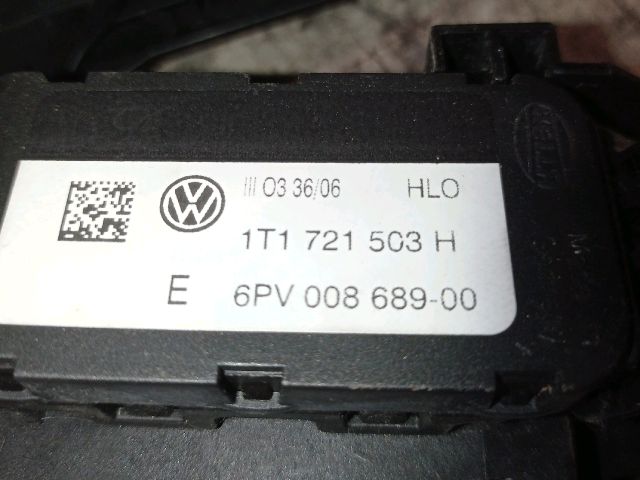 III 03 36/06 HLO
1T1 721 503 H
E 6PV 008 689-00